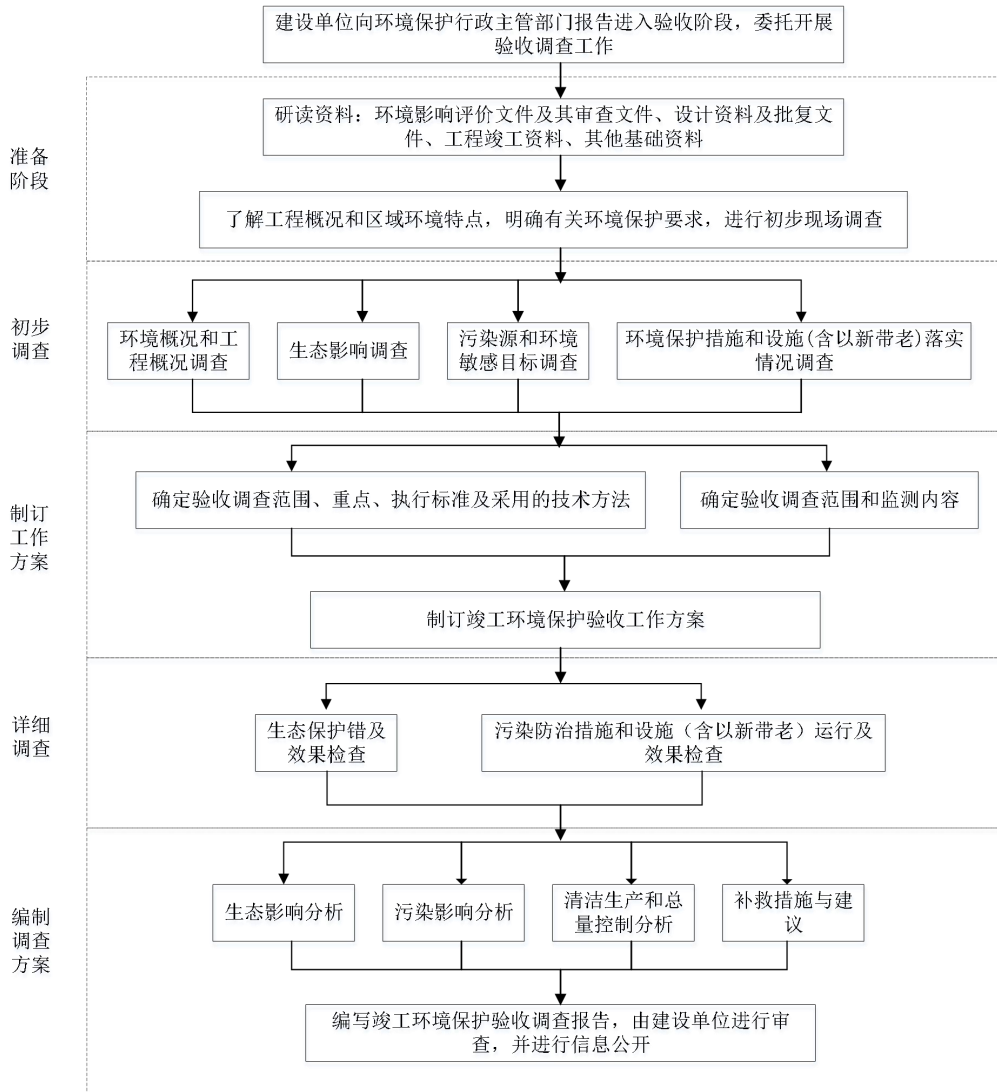 建设单位向环境保护行政主管部门报告进入验收阶段，委托开展
验收调查工作
准备
阶段
研读资料：环境影响评价文件及其审查文件、设计资料及批复文
件、工程竣工资料、其他基础资料
了解工程概况和区域环境特点，明确有关环境保护要求，进行初步现场调查
初步
调查
环境概况和工
程概况调查
生态影响调查
污染源和环境
敏感目标调查
环境保护措施和设施(含以新带老)落实
情况调查
制订
工作
方案
确定验收调查范围、重点、执行标准及采用的技术方法
确定验收调查范围和监测内容
制订竣工环境保护验收工作方案
详细
调查
生态保护错及
效果检查
污染防治措施和设施（含以新带老）运行及
效果检查
编制
调查
方案
生态影响分析
污染影响分析
清洁生产和总
量控制分析
补救措施与建
议
编写竣工环境保护验收调查报告，由建设单位进行审
查，并进行信息公开